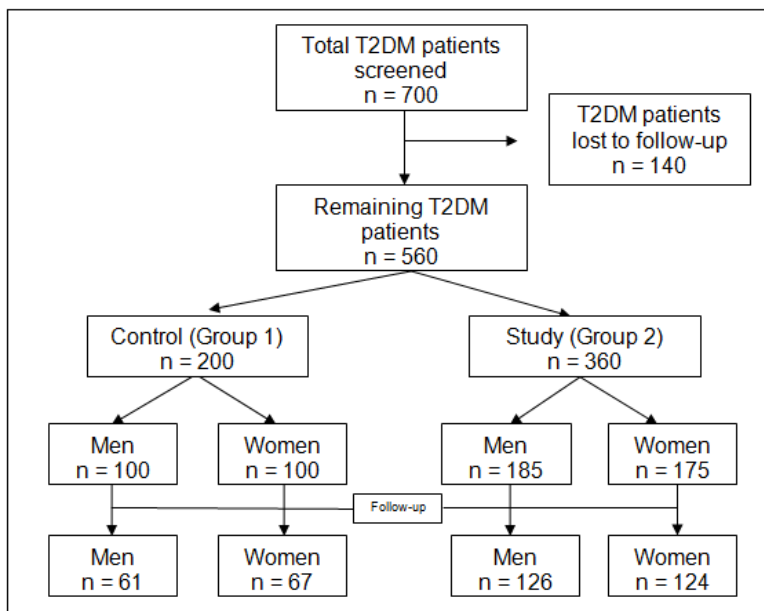 Total T2DM patients
screened
n = 700
T2DM patients
lost to follow-up
n = 140
Remaining T2DM
patients
n = 560
Control (Group 1)
n = 200
Study (Group 2)
n = 360
Men
n = 100
Women
n = 100
Men
n = 185
Women
n = 175
Follow-up
Men
n = 61
Women
n = 67
Men
n = 126
Women
n = 124